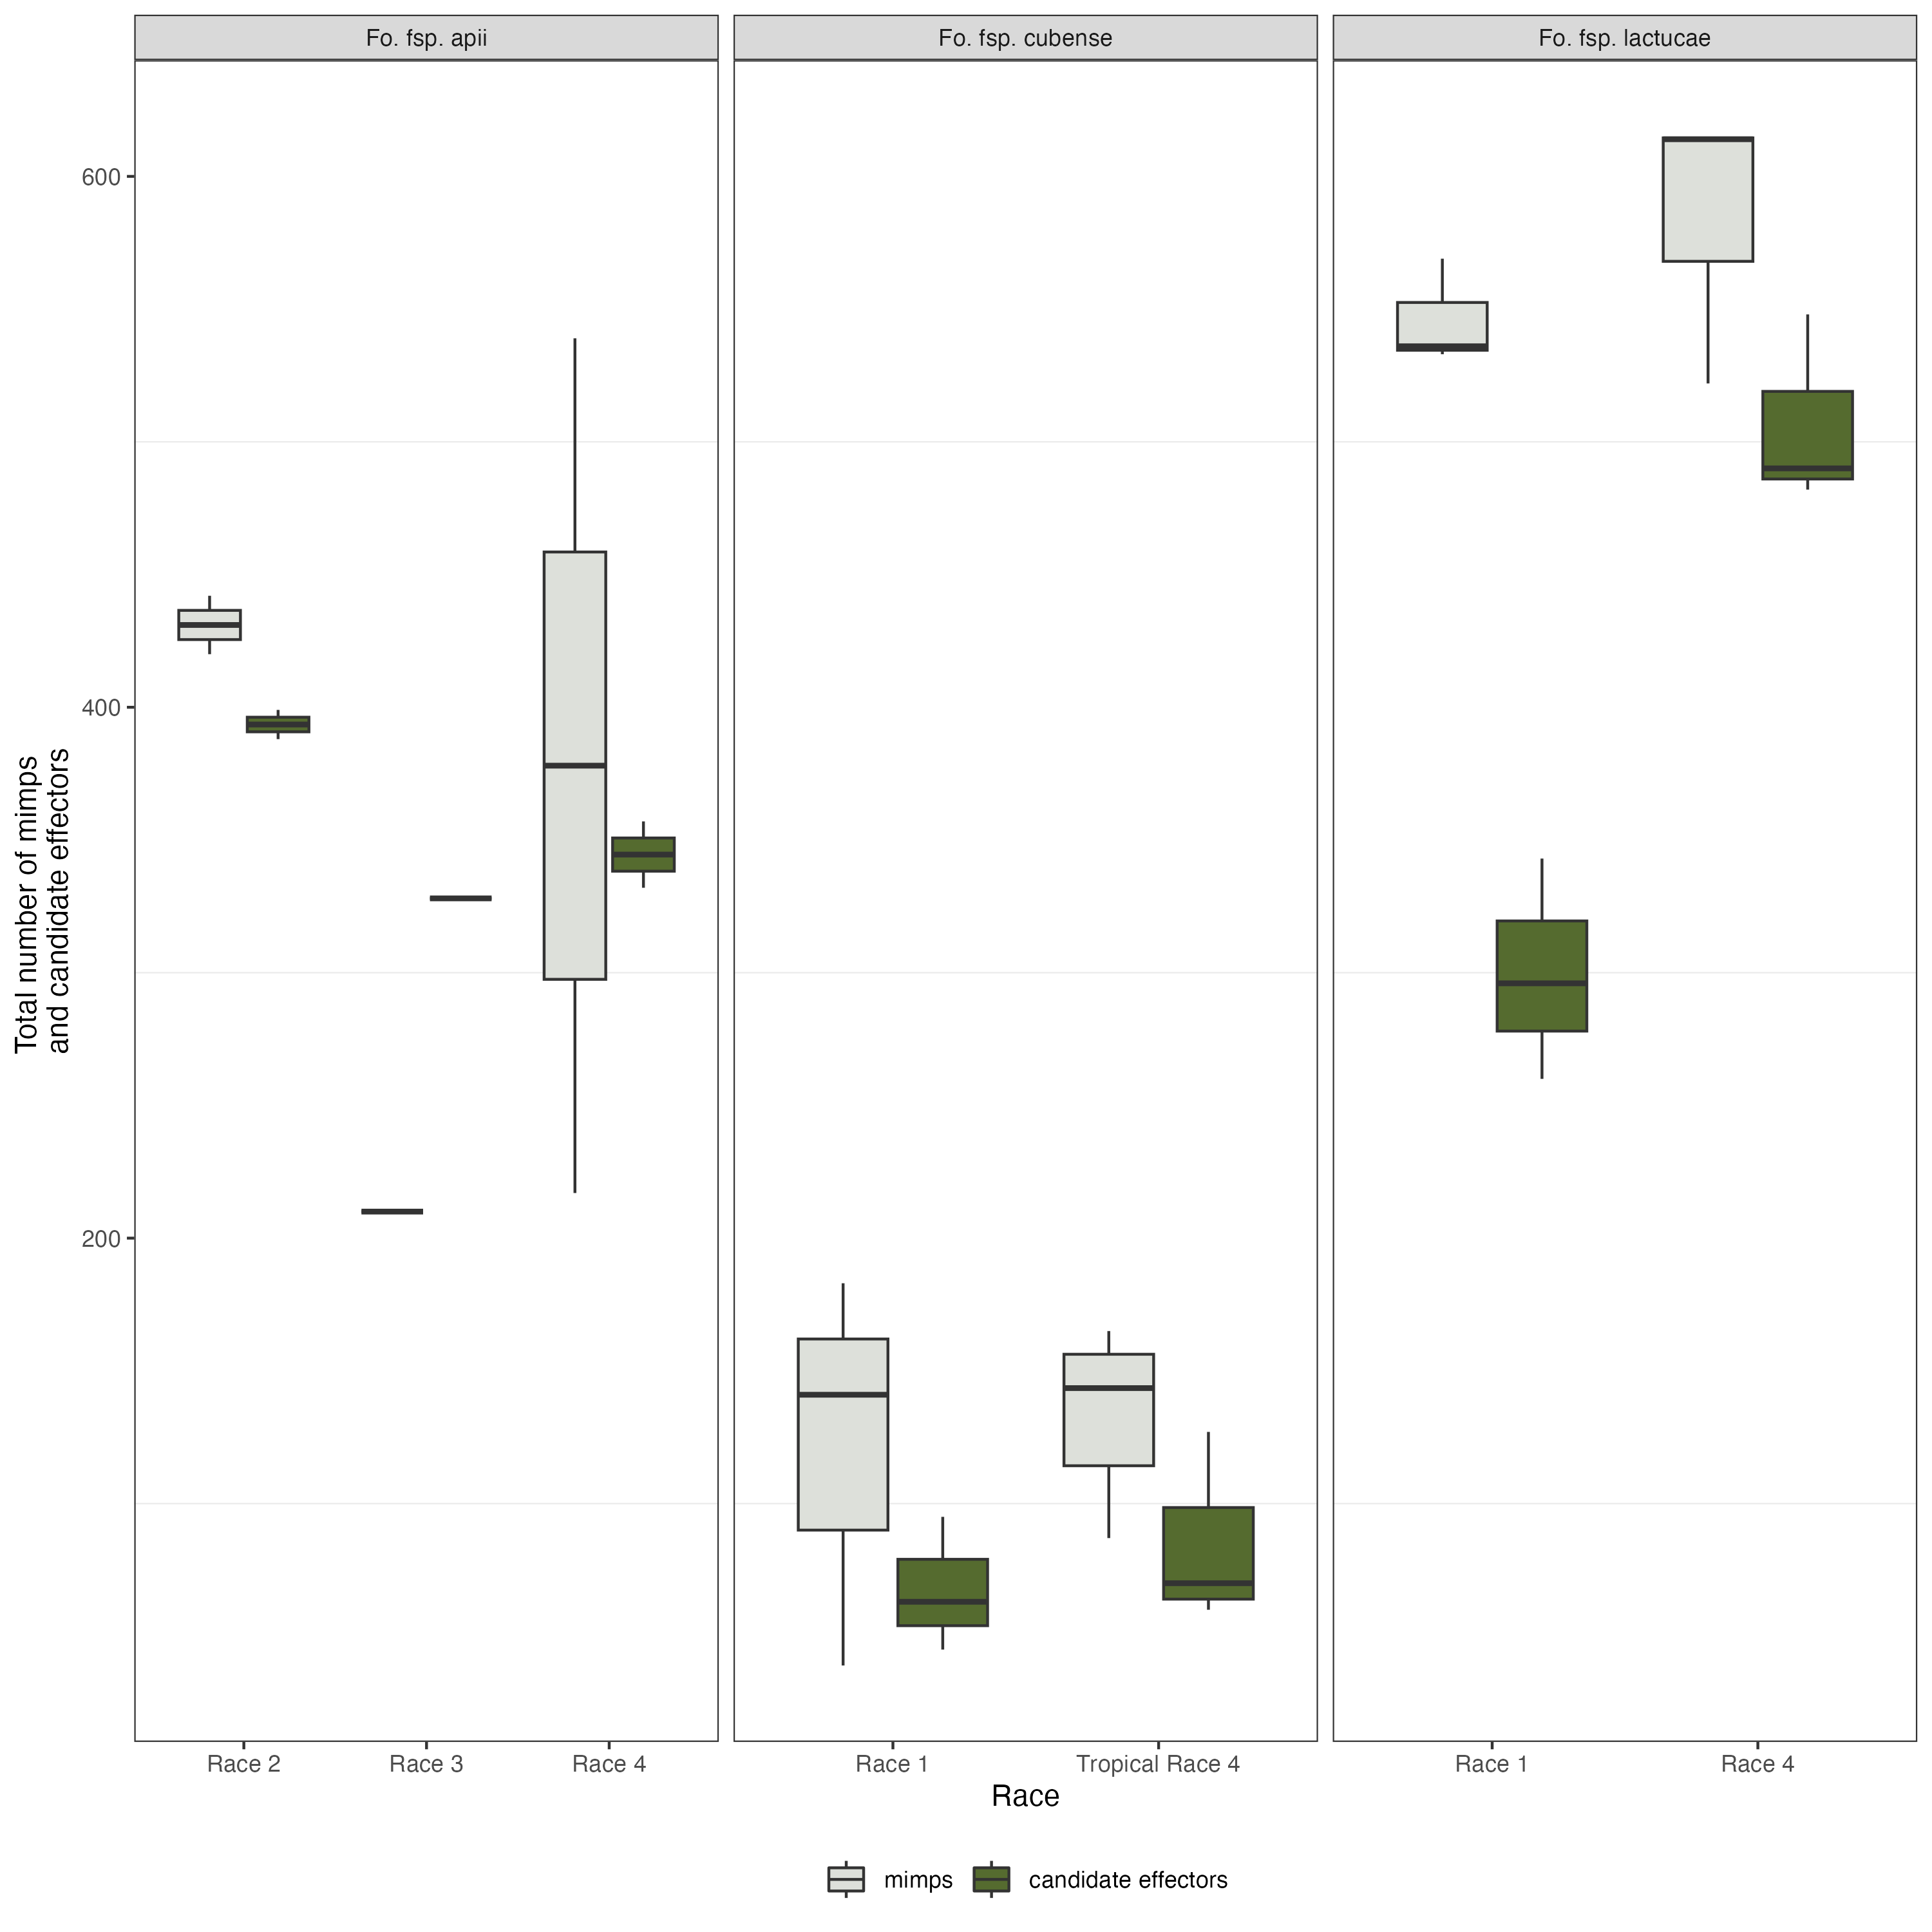 Fo. fsp. apii
Fo. fsp. cubense
Fo. fsp. lactucae
600
400
200
Total number of mimps
and candidate effectors
Race 2
Race 3
Race 4
Race 1
Tropical Race 4
Race 1
Race 4
Race
mimps
candidate effectors